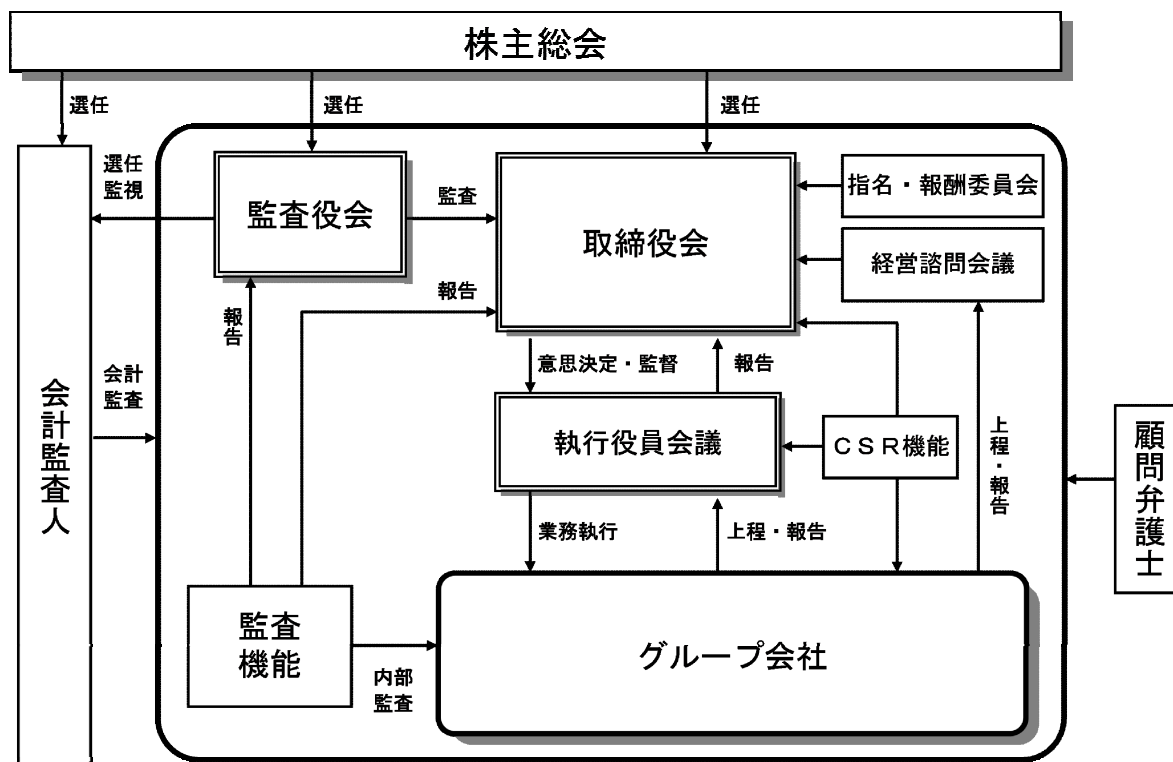 株主総会
選任
選任
選任
選任
監視
監査役会
監査
取締役会
指名・報酬委員会
経営諮問会議
報告
報告
意思決定・監督
報告
会計
監査
会計監査人
執行役員会議
CSR機能
上程・報告
顧問弁護士
業務執行
上程・報告
監査
機能
内部
監査
グループ会社